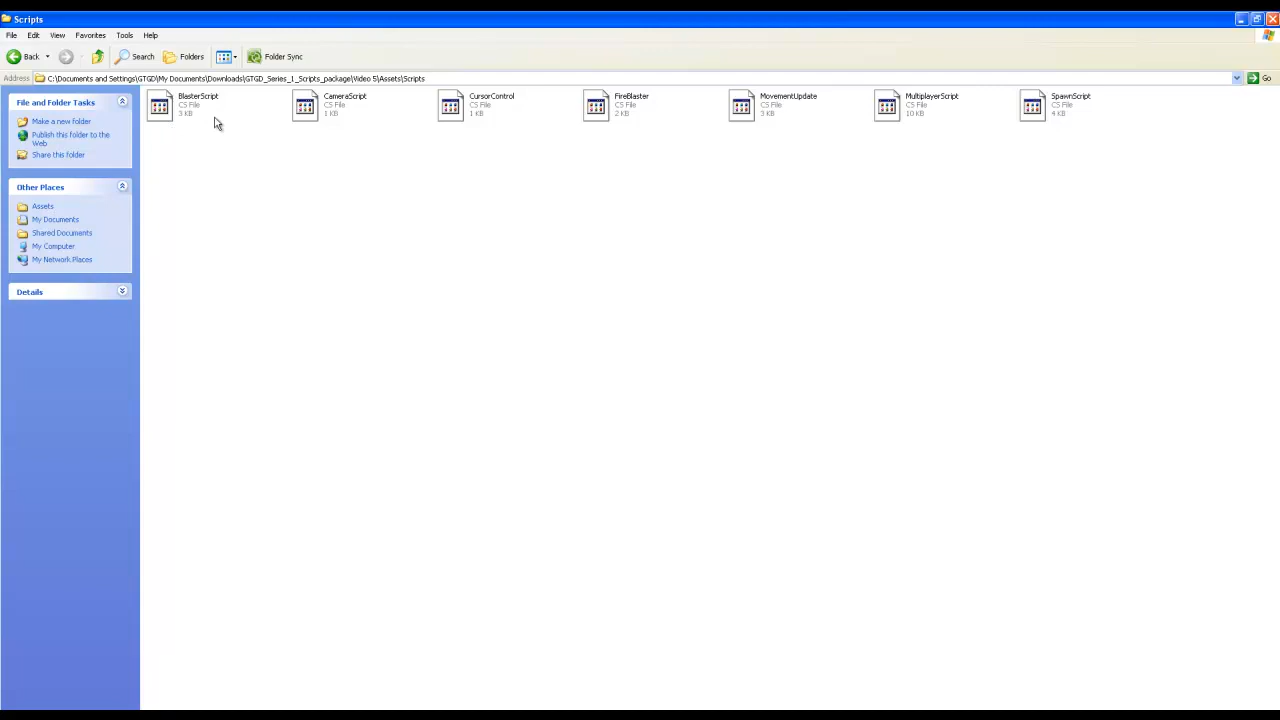 Scripts
File Edit View Favorites Tools Help
Back Search Folders Folder Sync
Address C:\Documents and Settings\GTGD\My Documents\Downloads\GTGD_Series_1_Scripts_package\Video 5\Assets\Scripts Go
File and Folder Tasks
Make a new folder
Publish this folder to the
Web
Share this folder
Other Places
Assets
My Documents
Shared Documents
My Computer
My Network Places
Details
BlasterScript
CS File
3 KB
CameraScript
CS File
1 KB
CursorControl
CS File
1 KB
FireBlaster
CS File
2 KB
MovementUpdate
CS File
3 KB
MultiplayerScript
CS File
10 KB
SpawnScript
CS File
4 KB